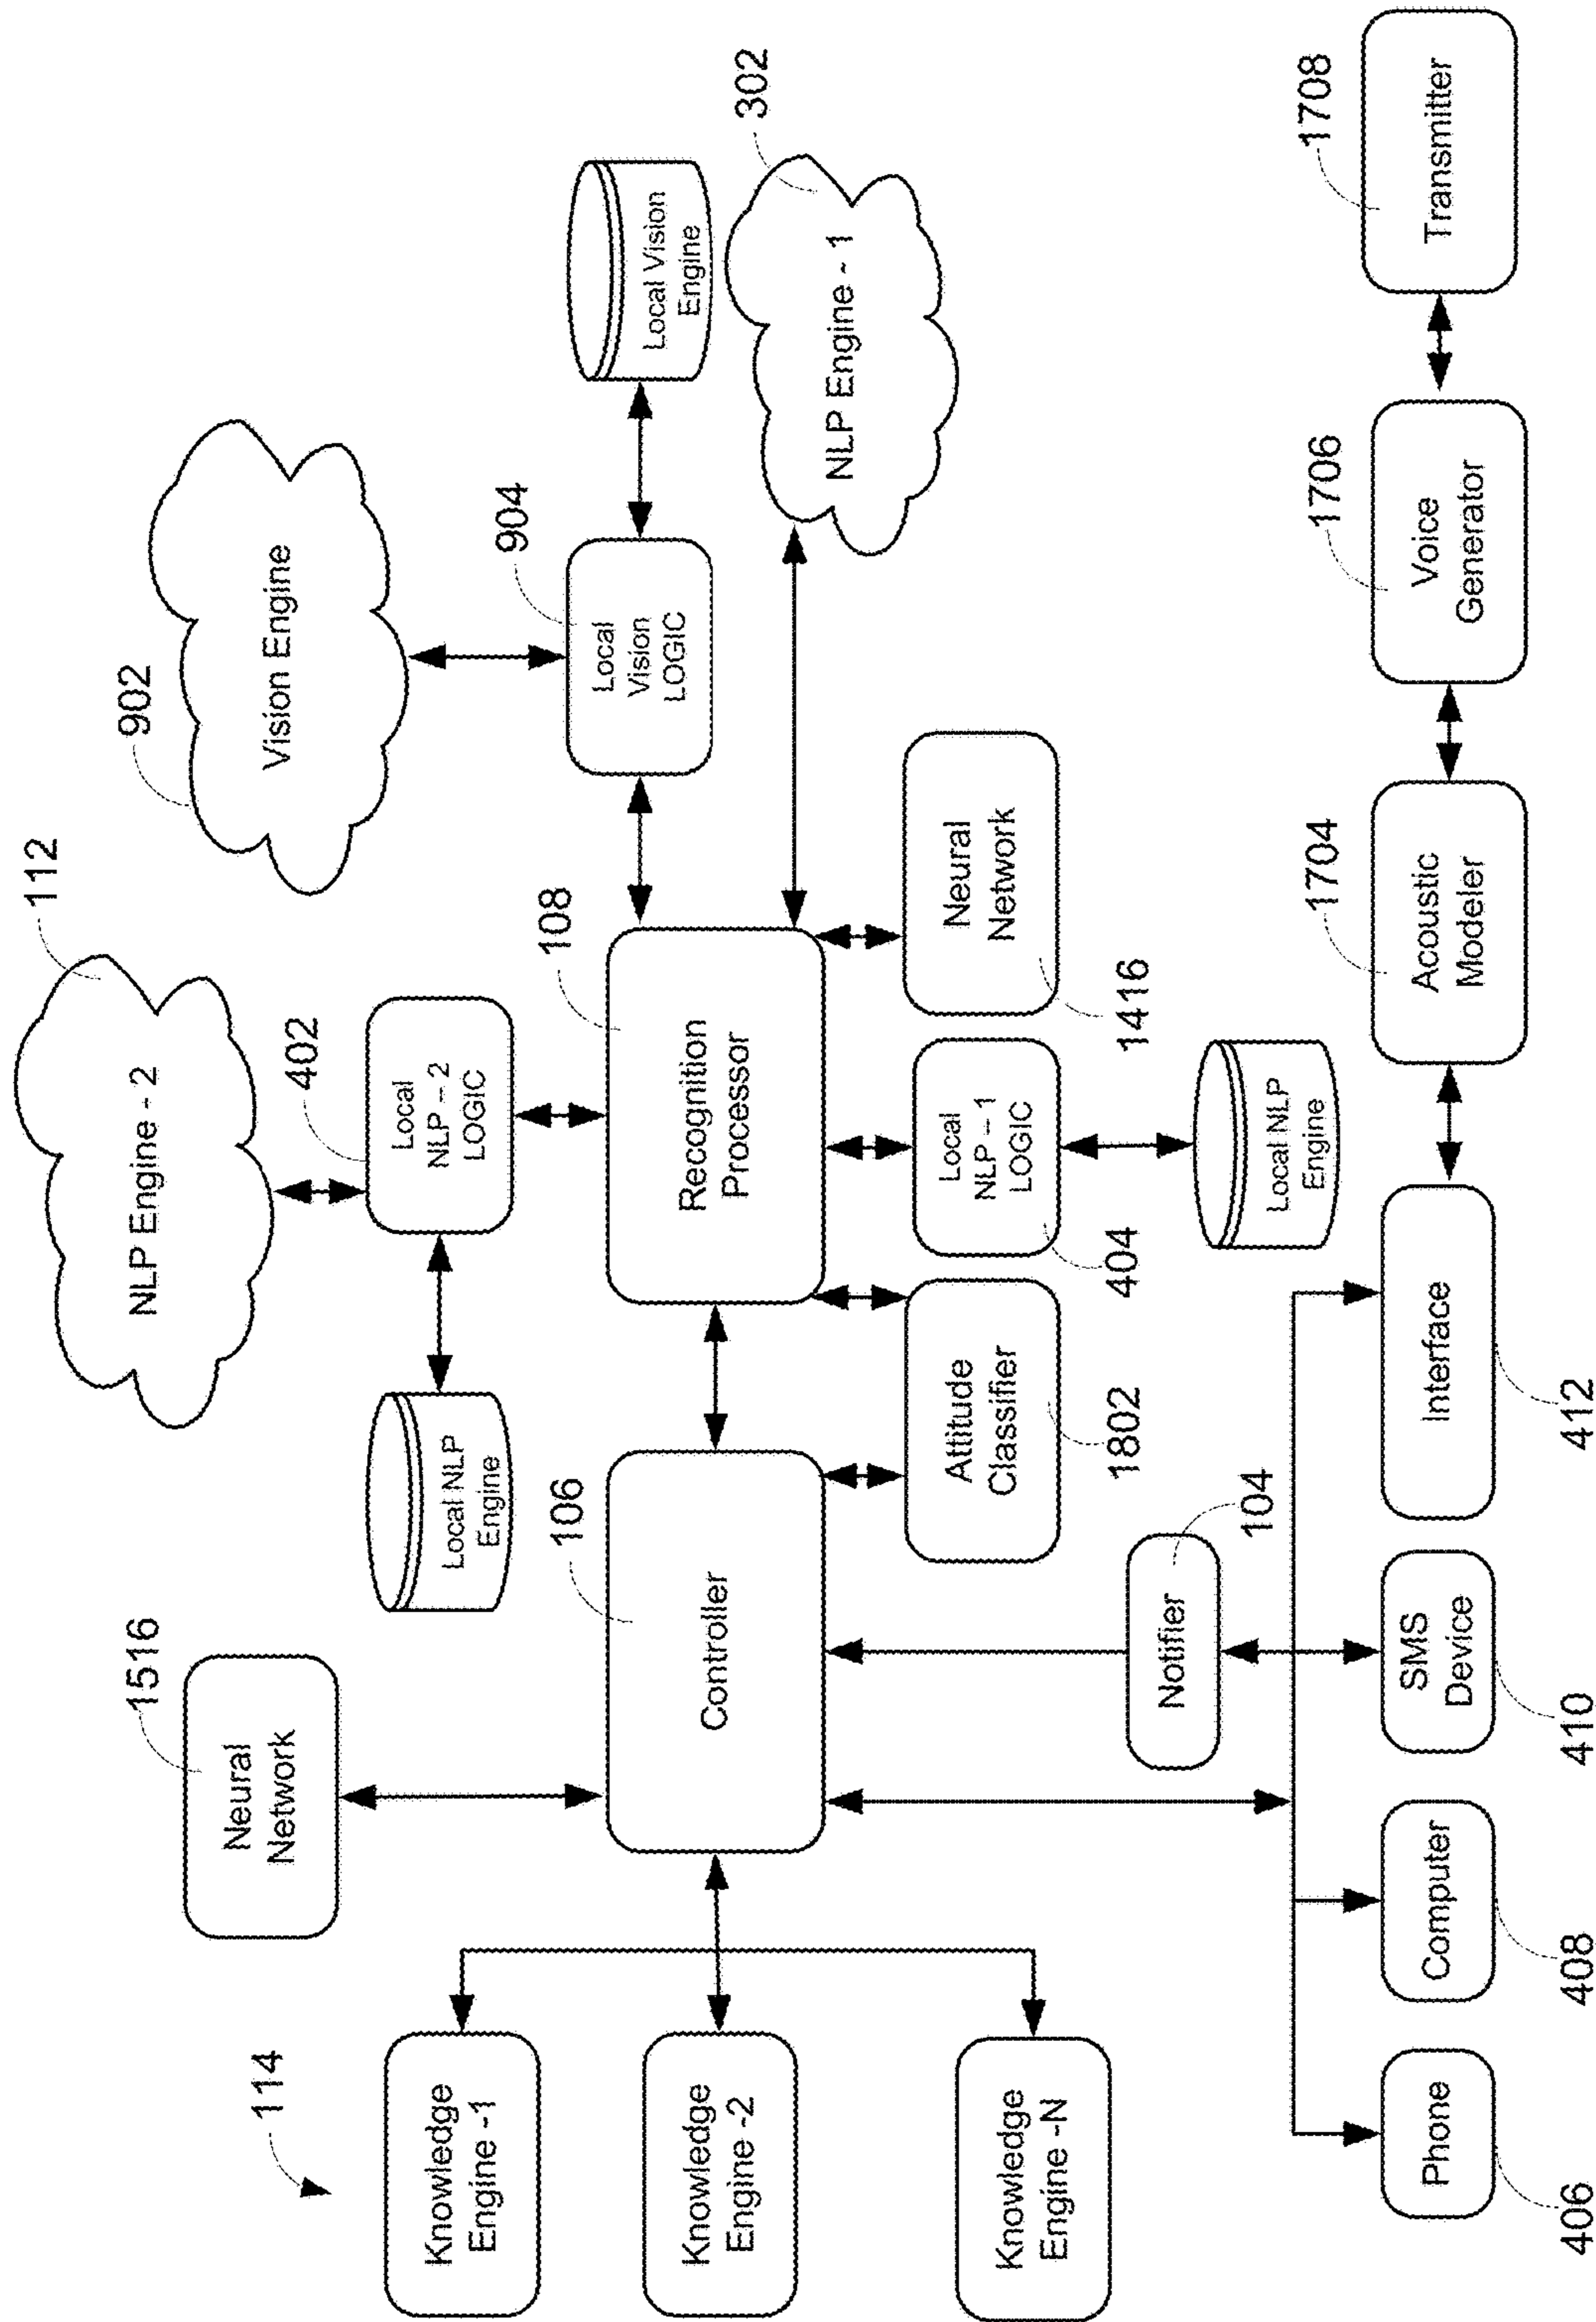 112
902
1516
NLP Engine - 2
Neural
Network
114
Vision Engine
402
Local
NLP – 2
LOGIC
Local NLP
Engine
904
Knowledge
Engine -1
106
108
Local
Vision
LOGIC
Local Vision
Engine
Knowledge
Engine -2
Controller
Recognition
Processor
302
NLP Engine - 1
Attitude
Classifier
Local
NLP – 1
LOGIC
Neural
Network
Knowledge
Engine -N
1802
404
1416
Notifier
104
Local NLP
Engine
1704
1706
1708
Phone
Computer
SMS
Device
Interface
Acoustic
Modeler
Voice
Generator
Transmitter
406
408
410
412